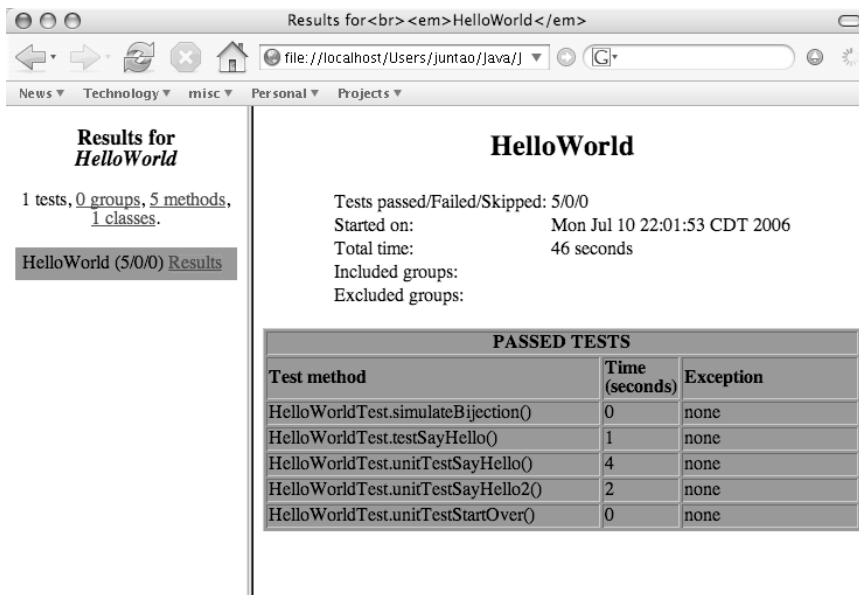 Results for<br><em>HelloWorld</em>
file://localhost/Users/juntao/Java/J
G
News Technology misc Personal Projects
Results for
HelloWorld
1 tests, 0 groups, 5 methods,
1 classes.
HelloWorld (5/0/0) Results
HelloWorld
Tests passed/Failed/Skipped: 5/0/0
Started on: Mon Jul 10 22:01:53 CDT 2006
Total time: 46 seconds
Included groups:
Excluded groups:
PASSED TESTS
Test method Time (seconds) Exception
HelloWorldTest.simulateBijection() 0 none
HelloWorldTest.testSayHello() 1 none
HelloWorldTest.unitTestSayHello() 4 none
HelloWorldTest.unitTestSayHello2() 2 none
HelloWorldTest.unitTestStartOver() 0 none